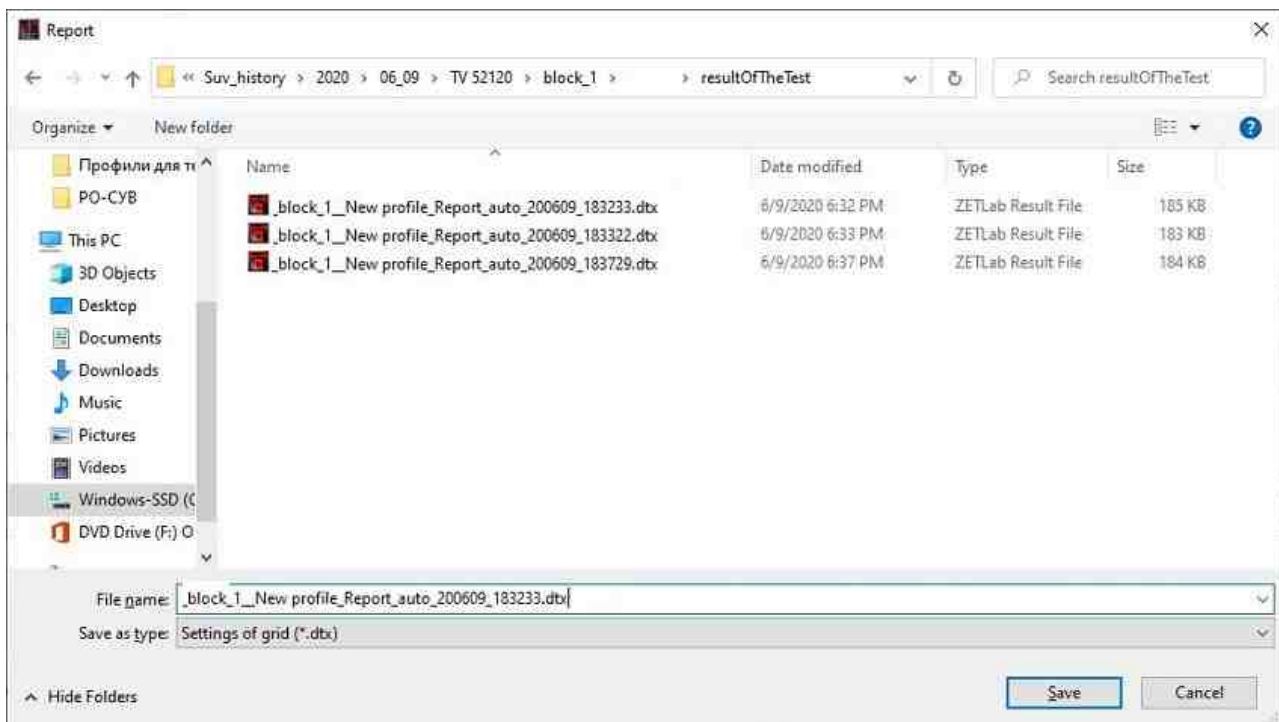 Report
« Suv_history › 2020 › 06_09 › TV 52120 › block_1 › › resultOfTheTest
Search resultOfTheTest
Organize
New folder
Профили для те
РО-СУВ
This PC
3D Objects
Desktop
Documents
Downloads
Music
Pictures
Videos
Windows-SSD (C
DVD Drive (F:) O
Name Date modified Type Size
_block_1__New profile_Report_auto_200609_183233.dtx 6/9/2020 6:32 PM ZETLab Result File 185 KB
_block_1__New profile_Report_auto_200609_183322.dtx 6/9/2020 6:33 PM ZETLab Result File 183 KB
_block_1__New profile_Report_auto_200609_183729.dtx 6/9/2020 6:37 PM ZETLab Result File 184 KB
File name: _block_1__New profile_Report_auto_200609_183233.dtx
Save as type: Settings of grid (*.dtx)
Hide Folders
Save
Cancel